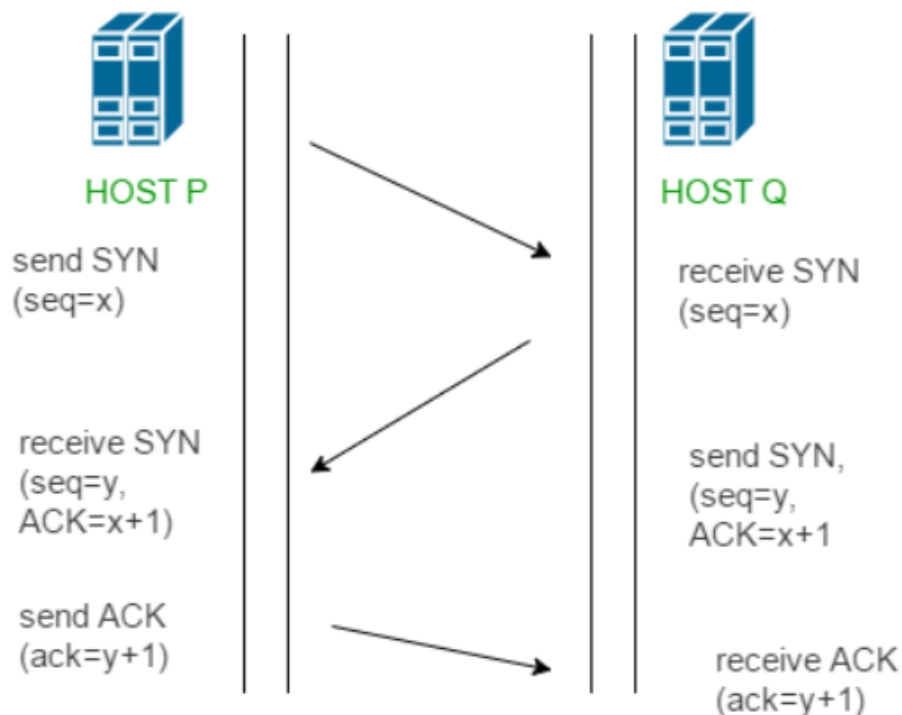 HOST P
HOST Q
send SYN
(seq=x)
receive SYN
(seq=x)
receive SYN
(seq=y,
ACK=x+1)
send SYN,
(seq=y,
ACK=x+1
send ACK
(ack=y+1)
receive ACK
(ack=y+1)